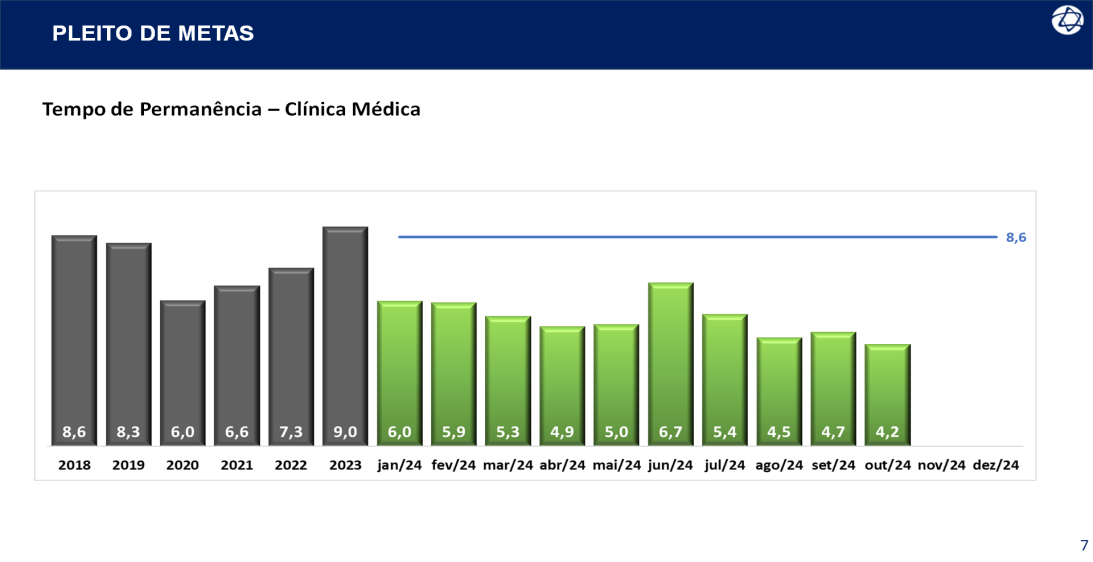 PLEITO DE METAS
Tempo de Permanência – Clínica Médica
8,6
8,6 8,3 6,0 6,6 7,3 9,0 6,0 5,9 5,3 4,9 5,0 6,7 5,4 4,5 4,7 4,2
2018 2019 2020 2021 2022 2023 jan/24 fev/24 mar/24 abr/24 mai/24 jun/24 jul/24 ago/24 set/24 out/24 nov/24 dez/24
7